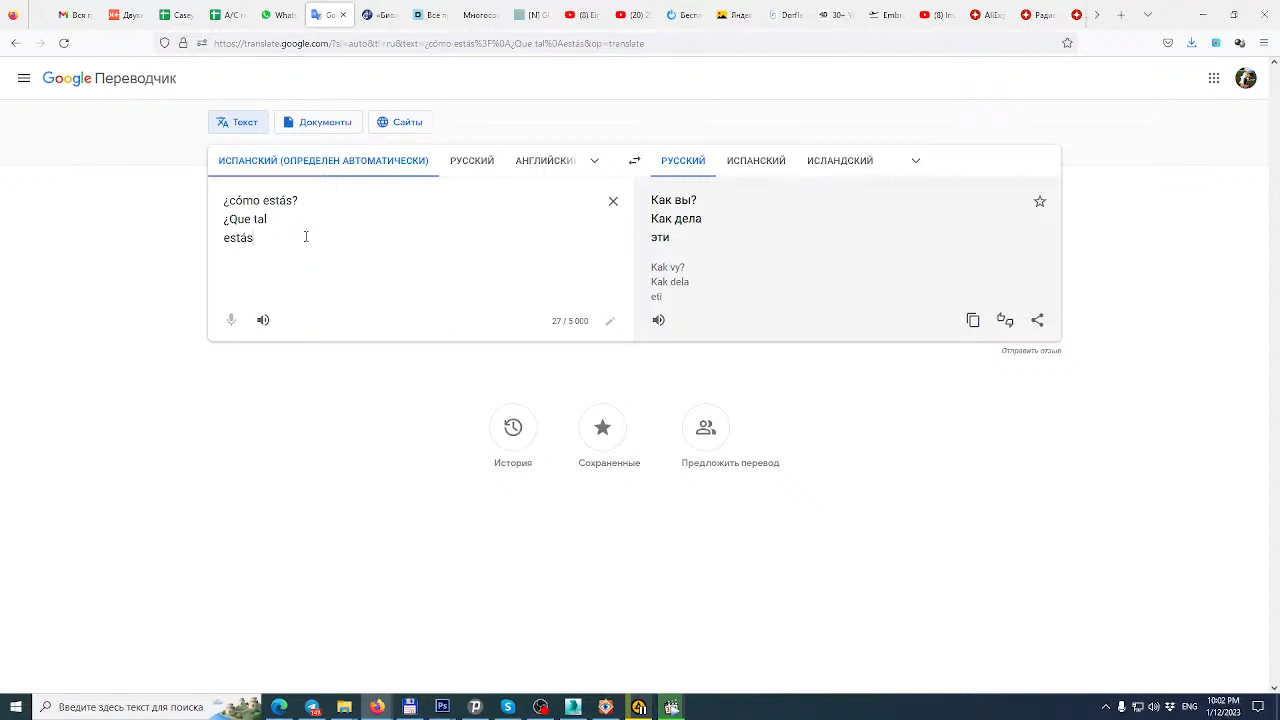 Go
https://translate.google.com/?sl=auto&tl=ru&text=¿cómo estás%3F%0A¿Que tal%0Aestás&op=translate
Google Переводчик
Текст
Документы
Сайты
ИСПАНСКИЙ (ОПРЕДЕЛЕН АВТОМАТИЧЕСКИ)
РУССКИЙ
АНГЛИЙСКИ
РУССКИЙ
ИСПАНСКИЙ
ИСЛАНДСКИЙ
¿cómo estás?
¿Que tal
estás
Как вы?
Как дела
эти
Kak vy?
Kak dela
eti
27 / 5 000
Отправить отзыв
История
Сохраненные
Предложить перевод
Введите здесь текст для поиска
147
ENG
10:02 PM
1/12/2023